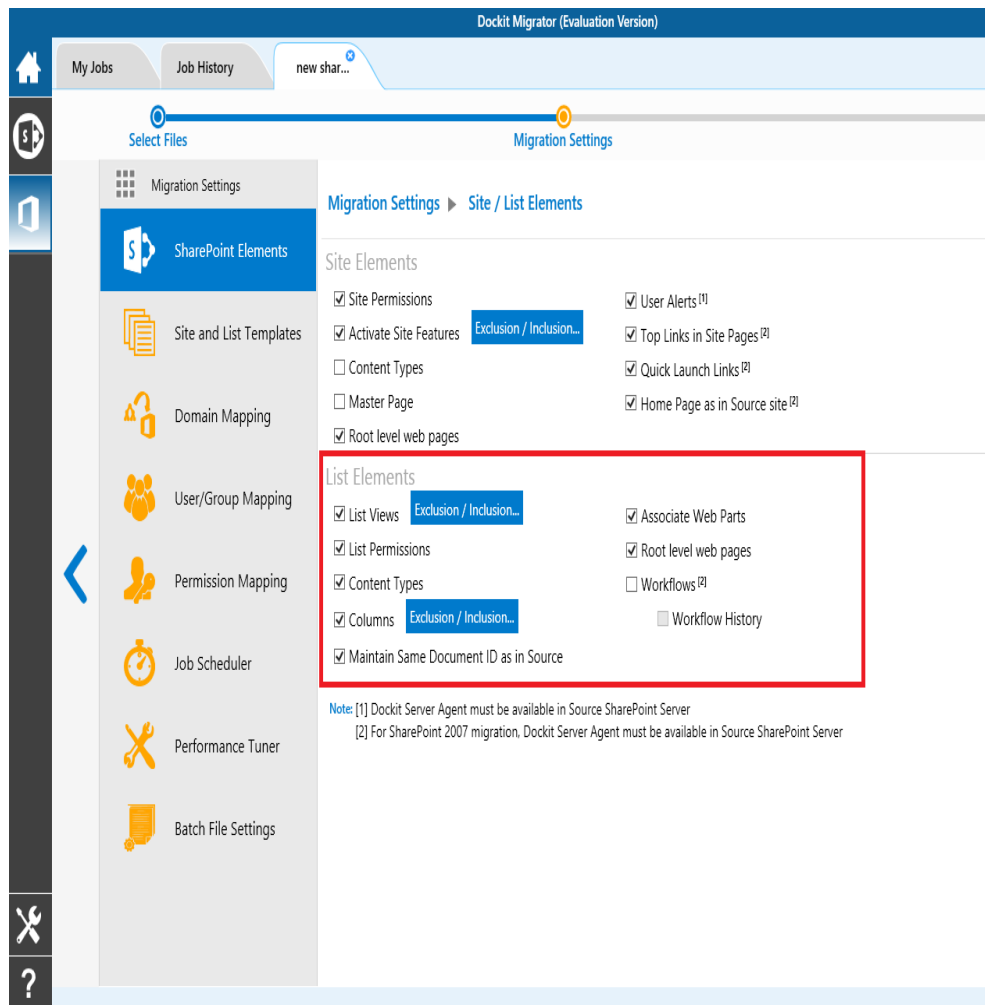 Dockit Migrator (Evaluation Version)
My Jobs
Job History
new shar...
Select Files
Migration Settings
Migration Settings
SharePoint Elements
Site and List Templates
Domain Mapping
User/Group Mapping
Permission Mapping
Job Scheduler
Performance Tuner
Batch File Settings
Migration Settings ▶ Site / List Elements
Site Elements
Site Permissions
Activate Site Features
Exclusion / Inclusion...
Content Types
Master Page
Root level web pages
User Alerts [1]
Top Links in Site Pages [2]
Quick Launch Links [2]
Home Page as in Source site [2]
List Elements
List Views
Exclusion / Inclusion...
List Permissions
Content Types
Columns
Exclusion / Inclusion...
Maintain Same Document ID as in Source
Associate Web Parts
Root level web pages
Workflows [2]
Workflow History
Note: [1] Dockit Server Agent must be available in Source SharePoint Server
[2] For SharePoint 2007 migration, Dockit Server Agent must be available in Source SharePoint Server
S
S
?